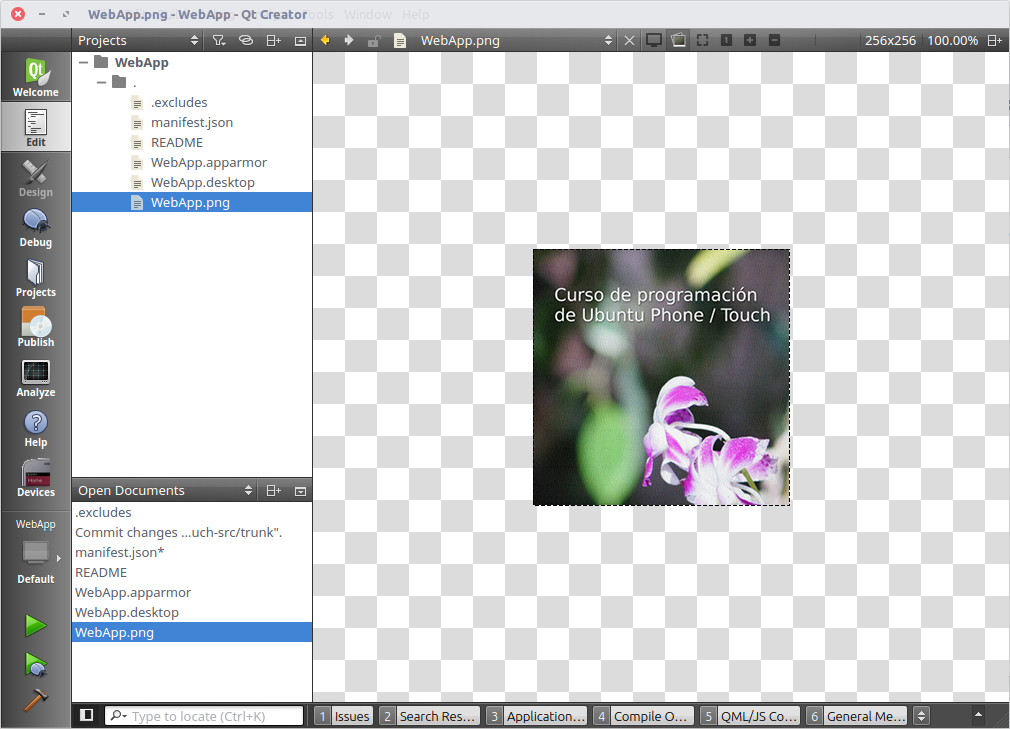 WebApp.png - WebApp - Qt Creator
Tools Window Help
Projects
WebApp.png
256x256 100.00%
Welcome
Edit
Design
Debug
Projects
Publish
Analyze
Help
Devices
WebApp
Default
WebApp
.
.excludes
manifest.json
README
WebApp.apparmor
WebApp.desktop
WebApp.png
Curso de programación
de Ubuntu Phone / Touch
Open Documents
.excludes
Commit changes ...uch-src/trunk".
manifest.json*
README
WebApp.apparmor
WebApp.desktop
WebApp.png
Type to locate (Ctrl+K)
1 Issues
2 Search Res...
3 Application...
4 Compile O...
5 QML/JS Co...
6 General Me...